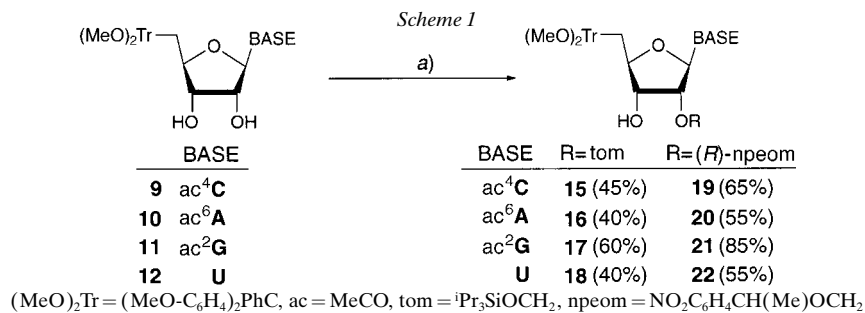 Scheme 1
(MeO)₂Tr O BASE
HO OH
a)
(MeO)₂Tr O BASE
HO OR
BASE
9 ac⁴C
10 ac⁶A
11 ac²G
12 U
BASE R=tom R=(R)-npeom
ac⁴C 15 (45%) 19 (65%)
ac⁶A 16 (40%) 20 (55%)
ac²G 17 (60%) 21 (85%)
U 18 (40%) 22 (55%)
(MeO)₂Tr = (MeO-C₆H₄)₂PhC, ac = MeCO, tom = ⁱPr₃SiOCH₂, npeom = NO₂C₆H₄CH(Me)OCH₂